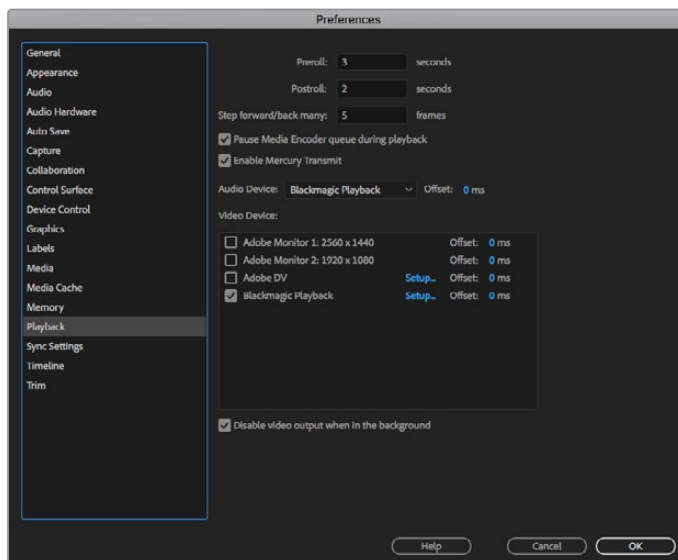 Preferences
General
Appearance
Audio
Audio Hardware
Auto Save
Capture
Collaboration
Control Surface
Device Control
Graphics
Labels
Media
Media Cache
Memory
Playback
Sync Settings
Timeline
Trim
Preroll: 3 seconds
Postroll: 2 seconds
Step forward/back many: 5 frames
Pause Media Encoder queue during playback
Enable Mercury Transmit
Audio Device: Blackmagic Playback Offset: 0 ms
Video Device:
Adobe Monitor 1: 2560 x 1440 Offset: 0 ms
Adobe Monitor 2: 1920 x 1080 Offset: 0 ms
Adobe DV Setup... Offset: 0 ms
Blackmagic Playback Setup... Offset: 0 ms
Disable video output when in the background
Help Cancel OK